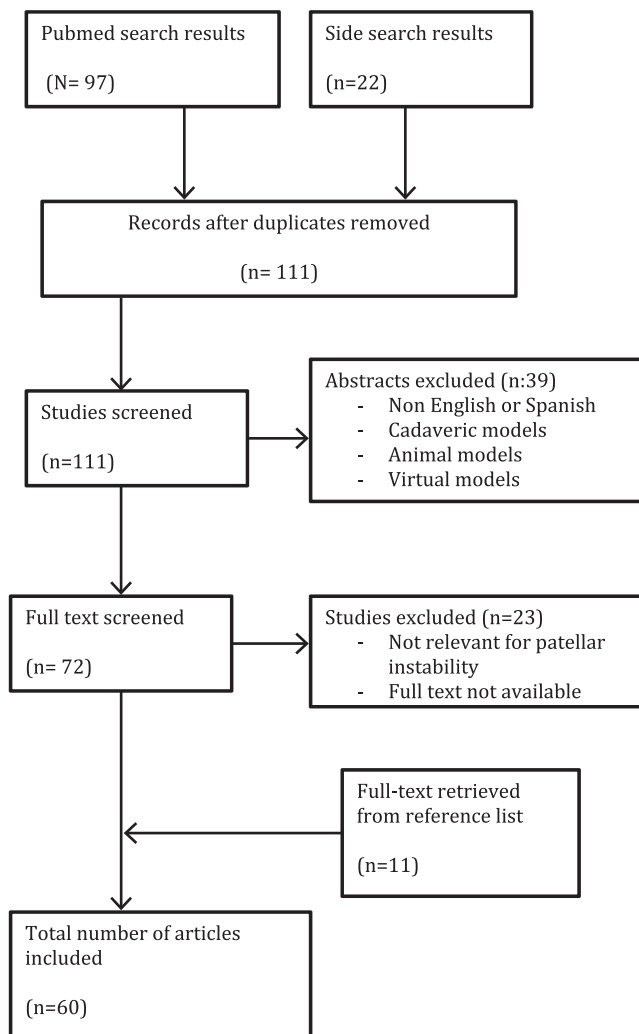 Pubmed search results
(N= 97)
Side search results
(n=22)
Records after duplicates removed
(n= 111)
Studies screened
(n=111)
Abstracts excluded (n:39)
- Non English or Spanish
- Cadaveric models
- Animal models
- Virtual models
Full text screened
(n= 72)
Studies excluded (n=23)
- Not relevant for patellar
instability
- Full text not available
Full-text retrieved
from reference list
(n=11)
Total number of articles
included
(n=60)